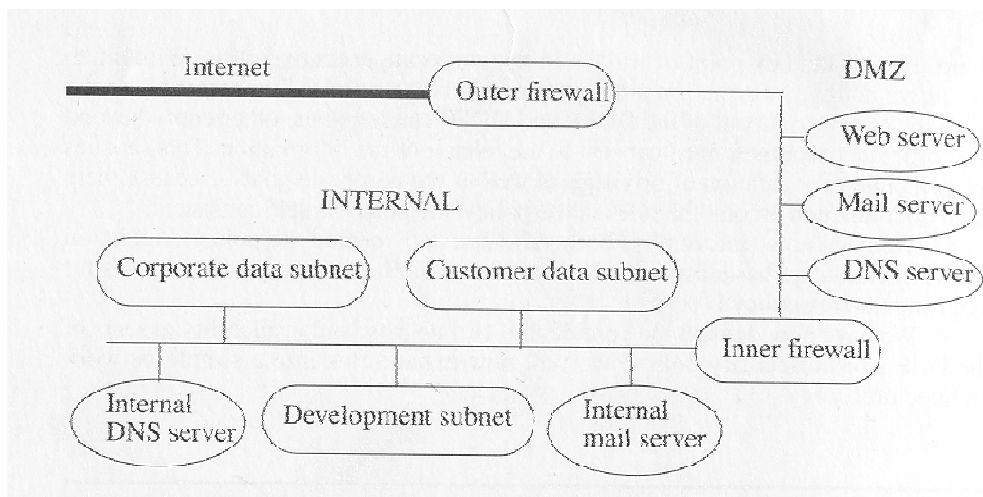 Internet
Outer firewall
DMZ
Web server
Mail server
DNS server
INTERNAL
Corporate data subnet
Customer data subnet
Inner firewall
Internal
DNS server
Development subnet
Internal
mail server